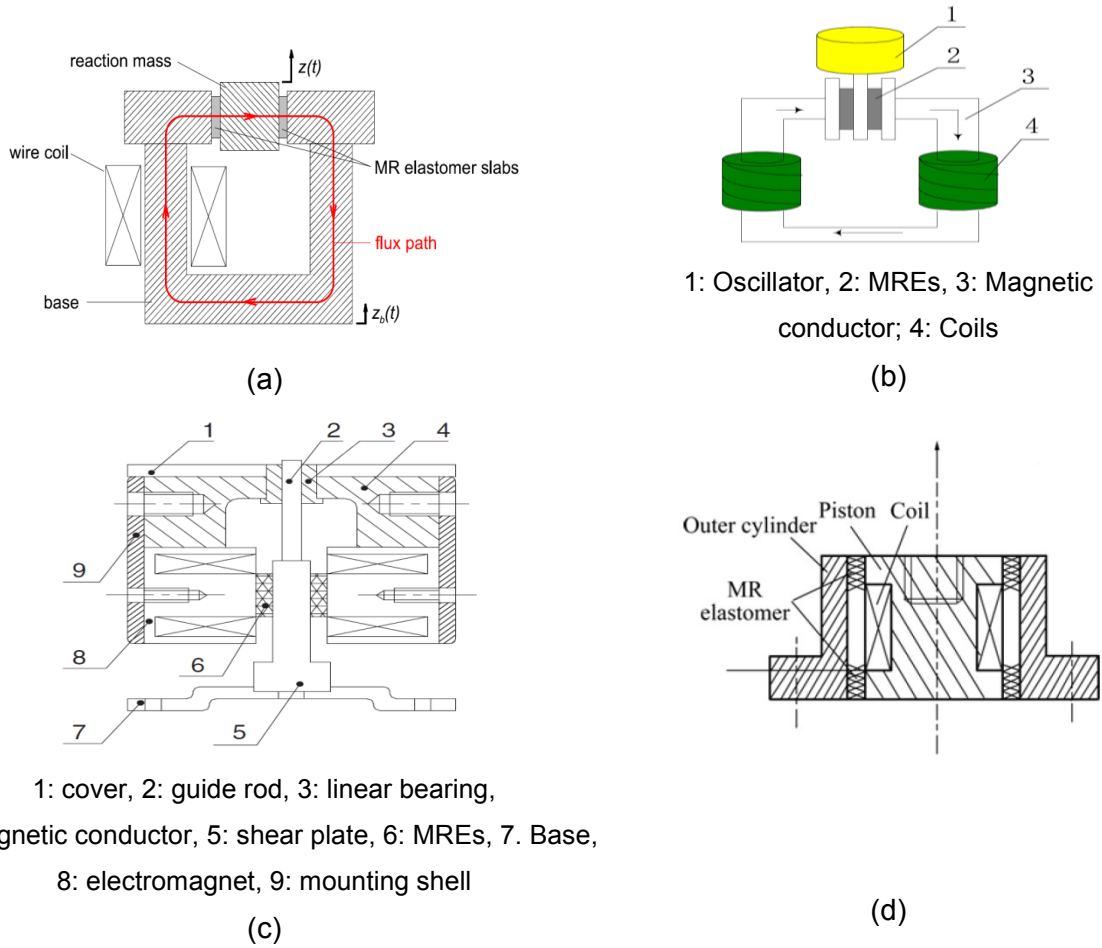 reaction mass
z(t)
wire coil
MR elastomer slabs
flux path
base
z_b(t)
(a)
1
2
3
4
1: Oscillator, 2: MREs, 3: Magnetic
conductor; 4: Coils
(b)
1 2 3 4
9
8
6
7
5
1: cover, 2: guide rod, 3: linear bearing,
gnetic conductor, 5: shear plate, 6: MREs, 7. Base,
8: electromagnet, 9: mounting shell
(c)
Outer cylinder
Piston
Coil
MR
elastomer
(d)